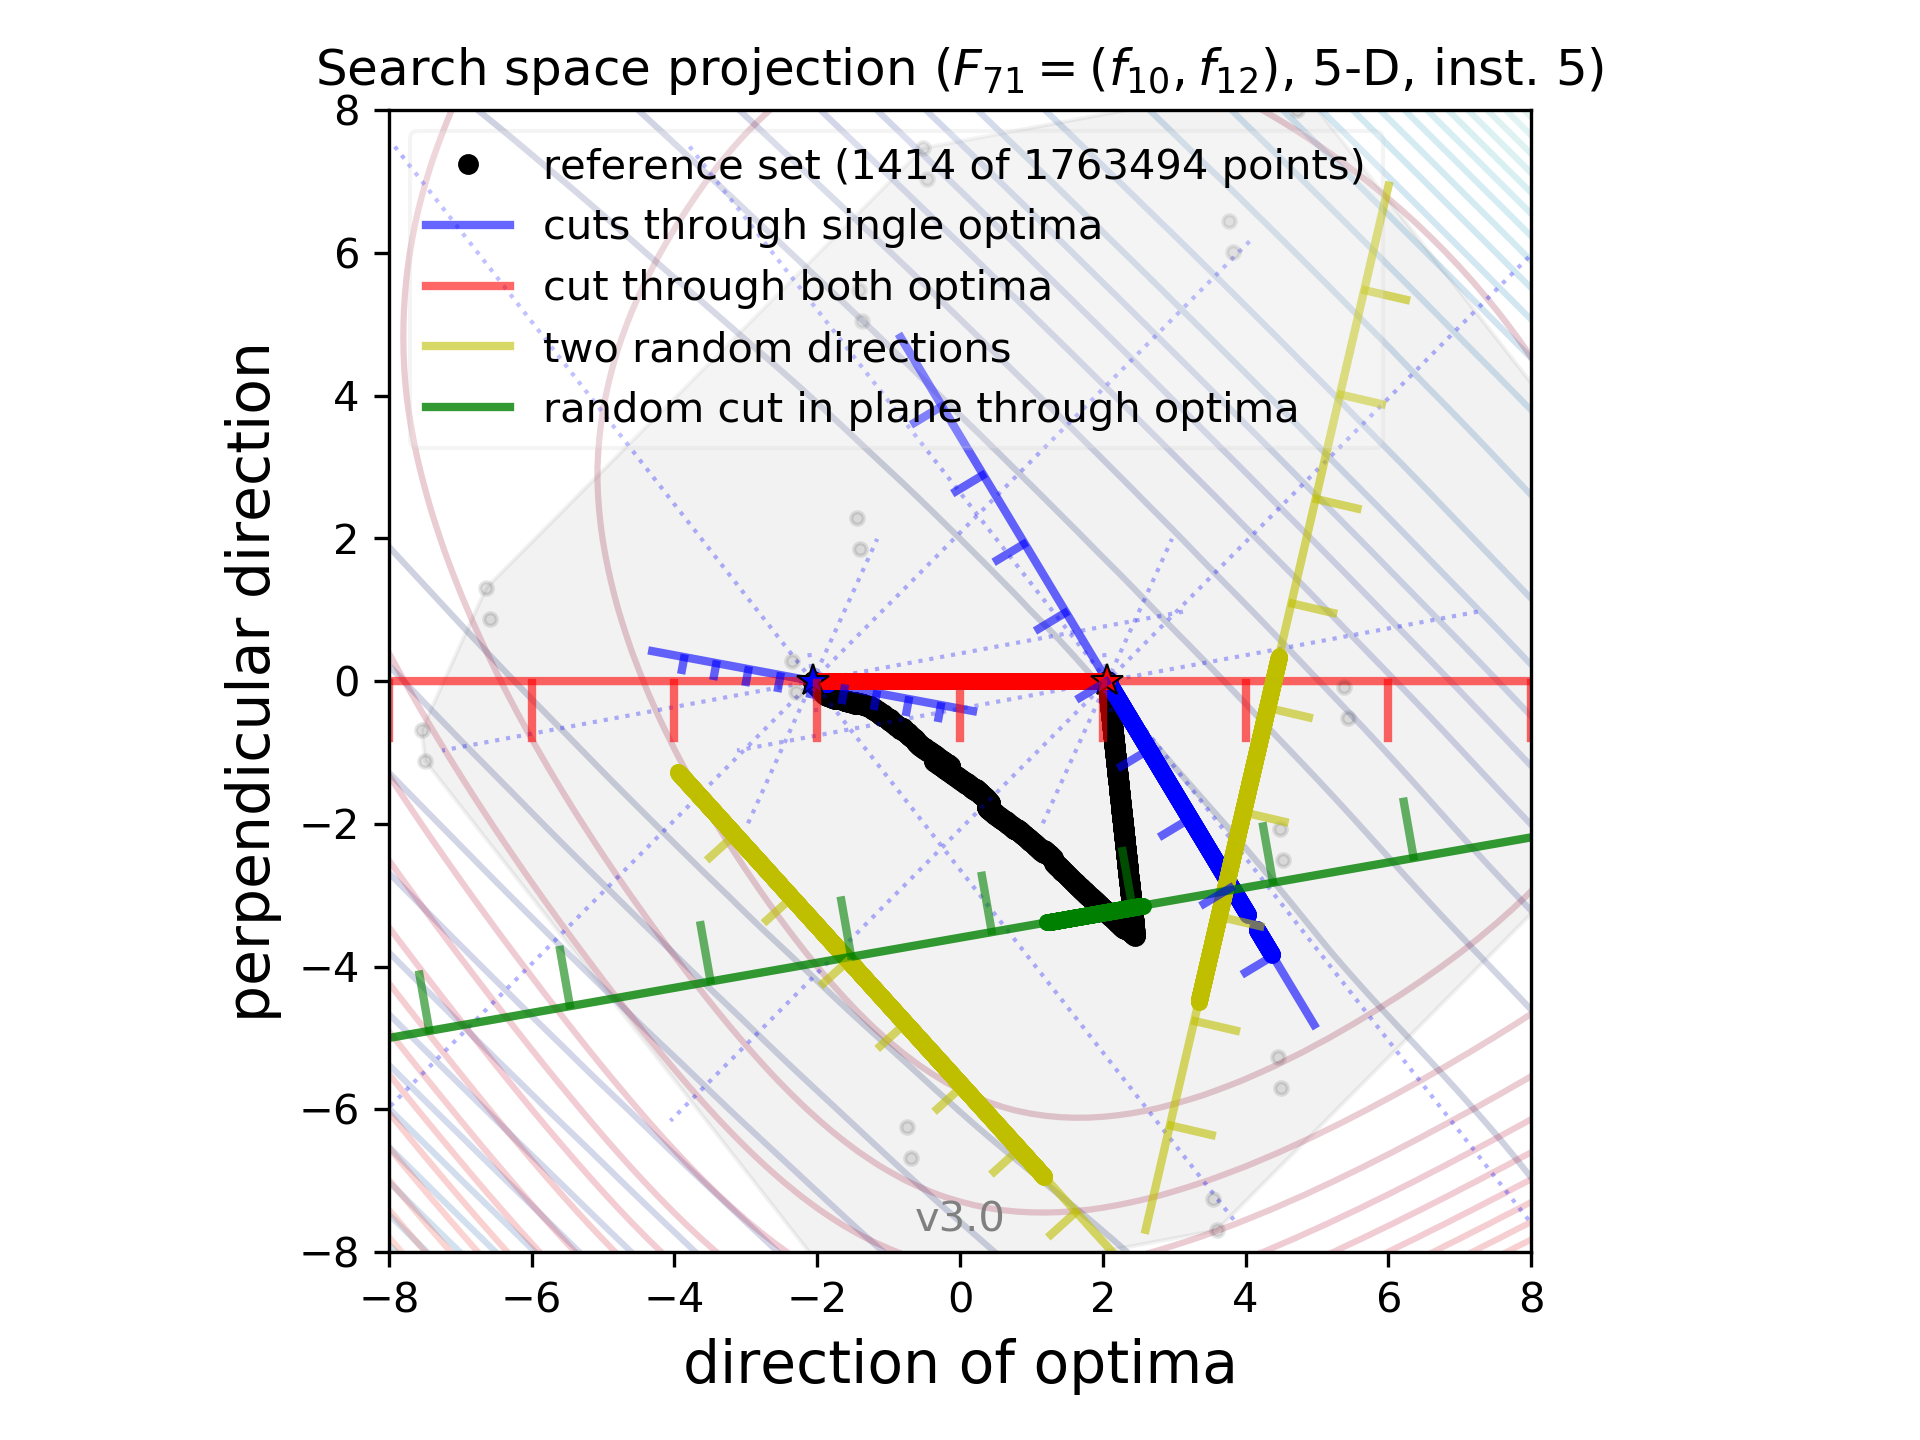 Search space projection (F71 = (f10, f12), 5-D, inst. 5)
reference set (1414 of 1763494 points)
cuts through single optima
cut through both optima
two random directions
random cut in plane through optima
8
6
4
2
0
−2
−4
−6
−8
perpendicular direction
v3.0
−8 −6 −4 −2 0 2 4 6 8
direction of optima